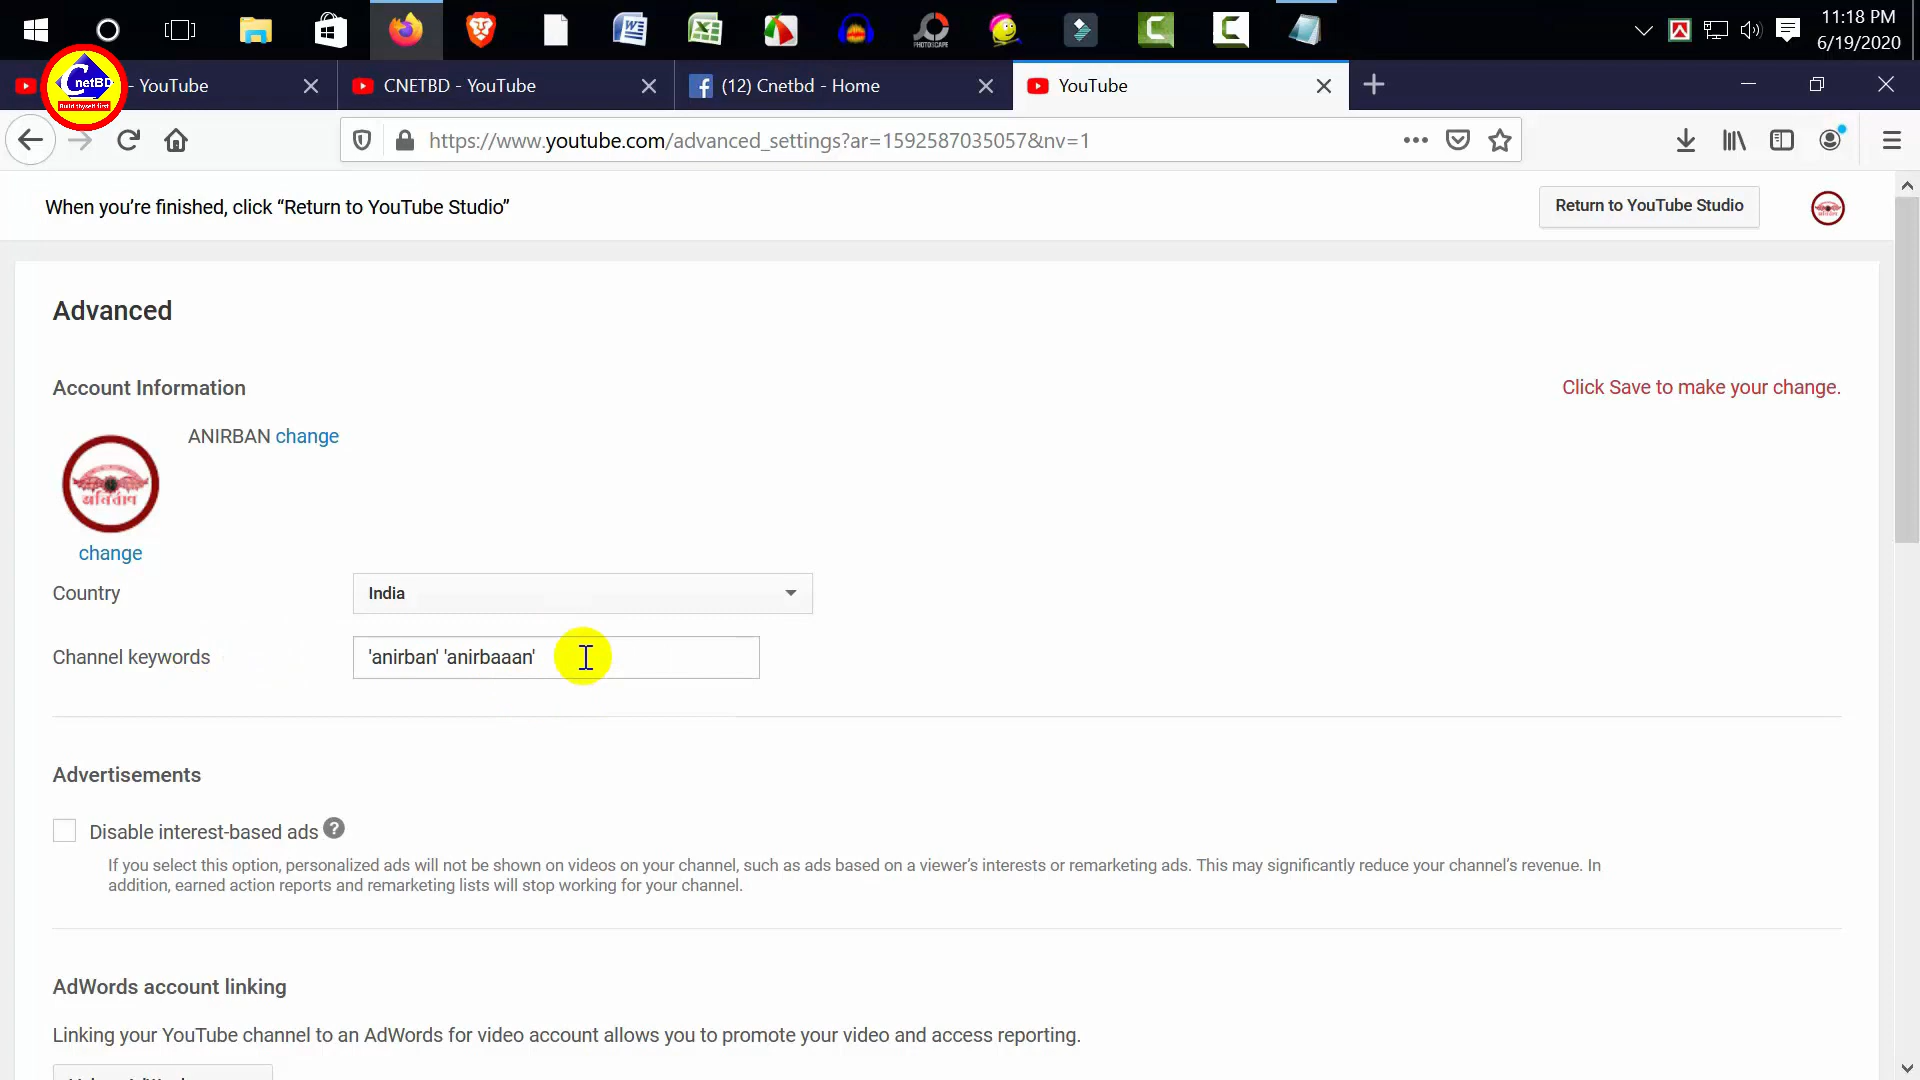 11:18 PM
6/19/2020
CnetBD
Build thyself first
- YouTube
CNETBD - YouTube
(12) Cnetbd - Home
YouTube
https://www.youtube.com/advanced_settings?ar=1592587035057&nv=1
When you're finished, click “Return to YouTube Studio”
Return to YouTube Studio
Advanced
Account Information
Click Save to make your change.
ANIRBAN change
অনির্বাণ
change
Country
India
Channel keywords
'anirban' 'anirbaaan'
Advertisements
Disable interest-based ads
If you select this option, personalized ads will not be shown on videos on your channel, such as ads based on a viewer's interests or remarketing ads. This may significantly reduce your channel's revenue. In
addition, earned action reports and remarketing lists will stop working for your channel.
AdWords account linking
Linking your YouTube channel to an AdWords for video account allows you to promote your video and access reporting.